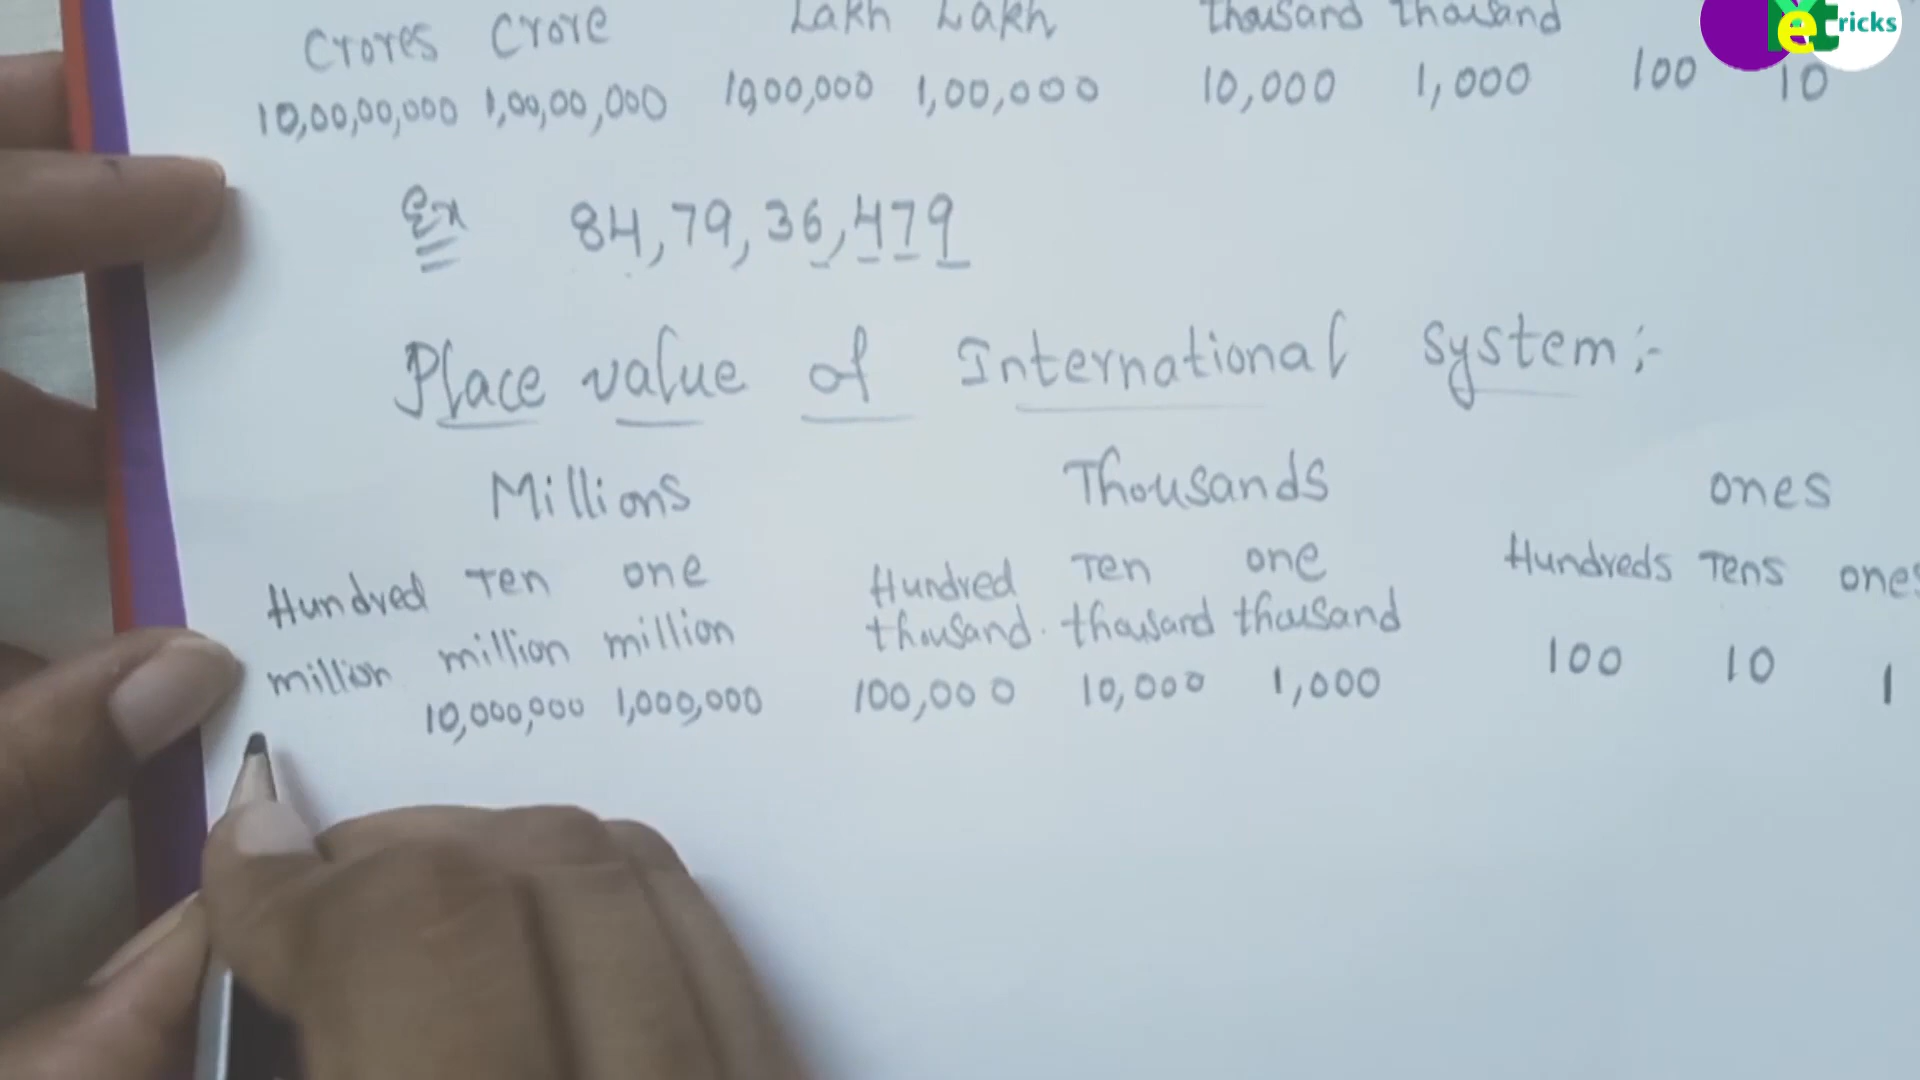 Crores Crore Lakh Lakh thousand thousand
10,00,00,000 1,00,00,000 10,00,000 1,00,000 10,000 1,000 100 10
Ex 84,79,36,479
Place value of International system:-
Millions Thousands ones
Hundred Ten one Hundred Ten one Hundreds Tens ones
million million million thousand thousand thousand
10,000,000 1,000,000 100,000 10,000 1,000 100 10 1
ricks